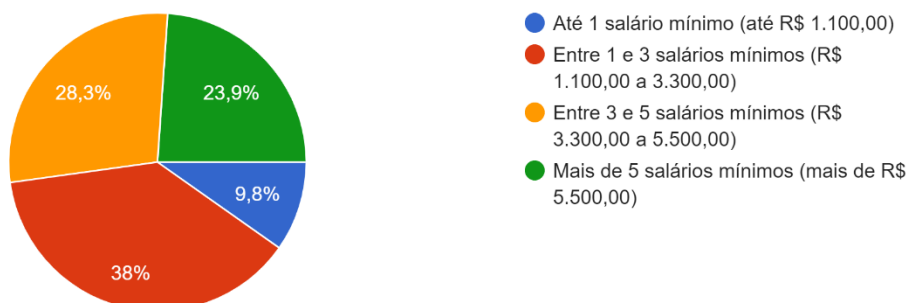 Até 1 salário mínimo (até R$ 1.100,00)
Entre 1 e 3 salários mínimos (R$
1.100,00 a 3.300,00)
Entre 3 e 5 salários mínimos (R$
3.300,00 a 5.500,00)
Mais de 5 salários mínimos (mais de R$
5.500,00)
28,3%
23,9%
9,8%
38%